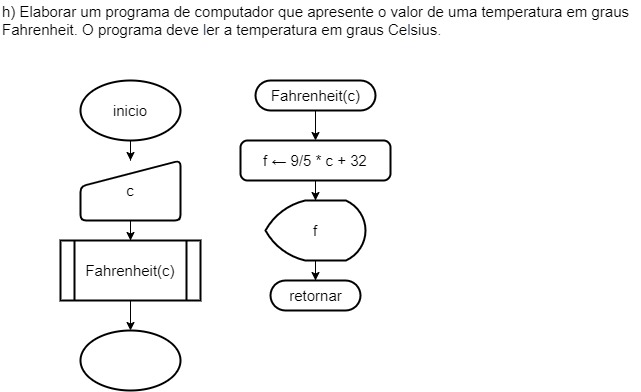 h) Elaborar um programa de computador que apresente o valor de uma temperatura em graus
Fahrenheit. O programa deve ler a temperatura em graus Celsius.
inicio
c
Fahrenheit(c)
Fahrenheit(c)
f ← 9/5 * c + 32
f
retornar